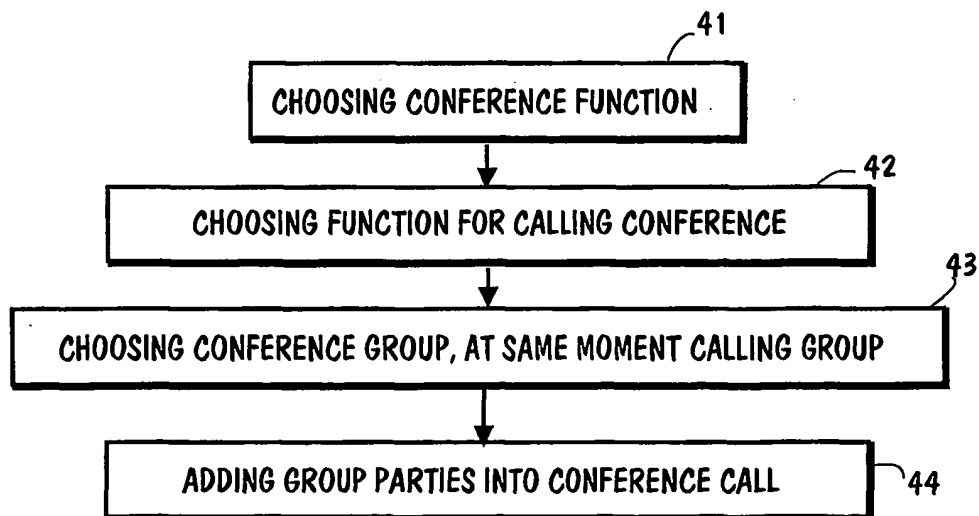 41
CHOOSING CONFERENCE FUNCTION
42
CHOOSING FUNCTION FOR CALLING CONFERENCE
43
CHOOSING CONFERENCE GROUP, AT SAME MOMENT CALLING GROUP
ADDING GROUP PARTIES INTO CONFERENCE CALL
44